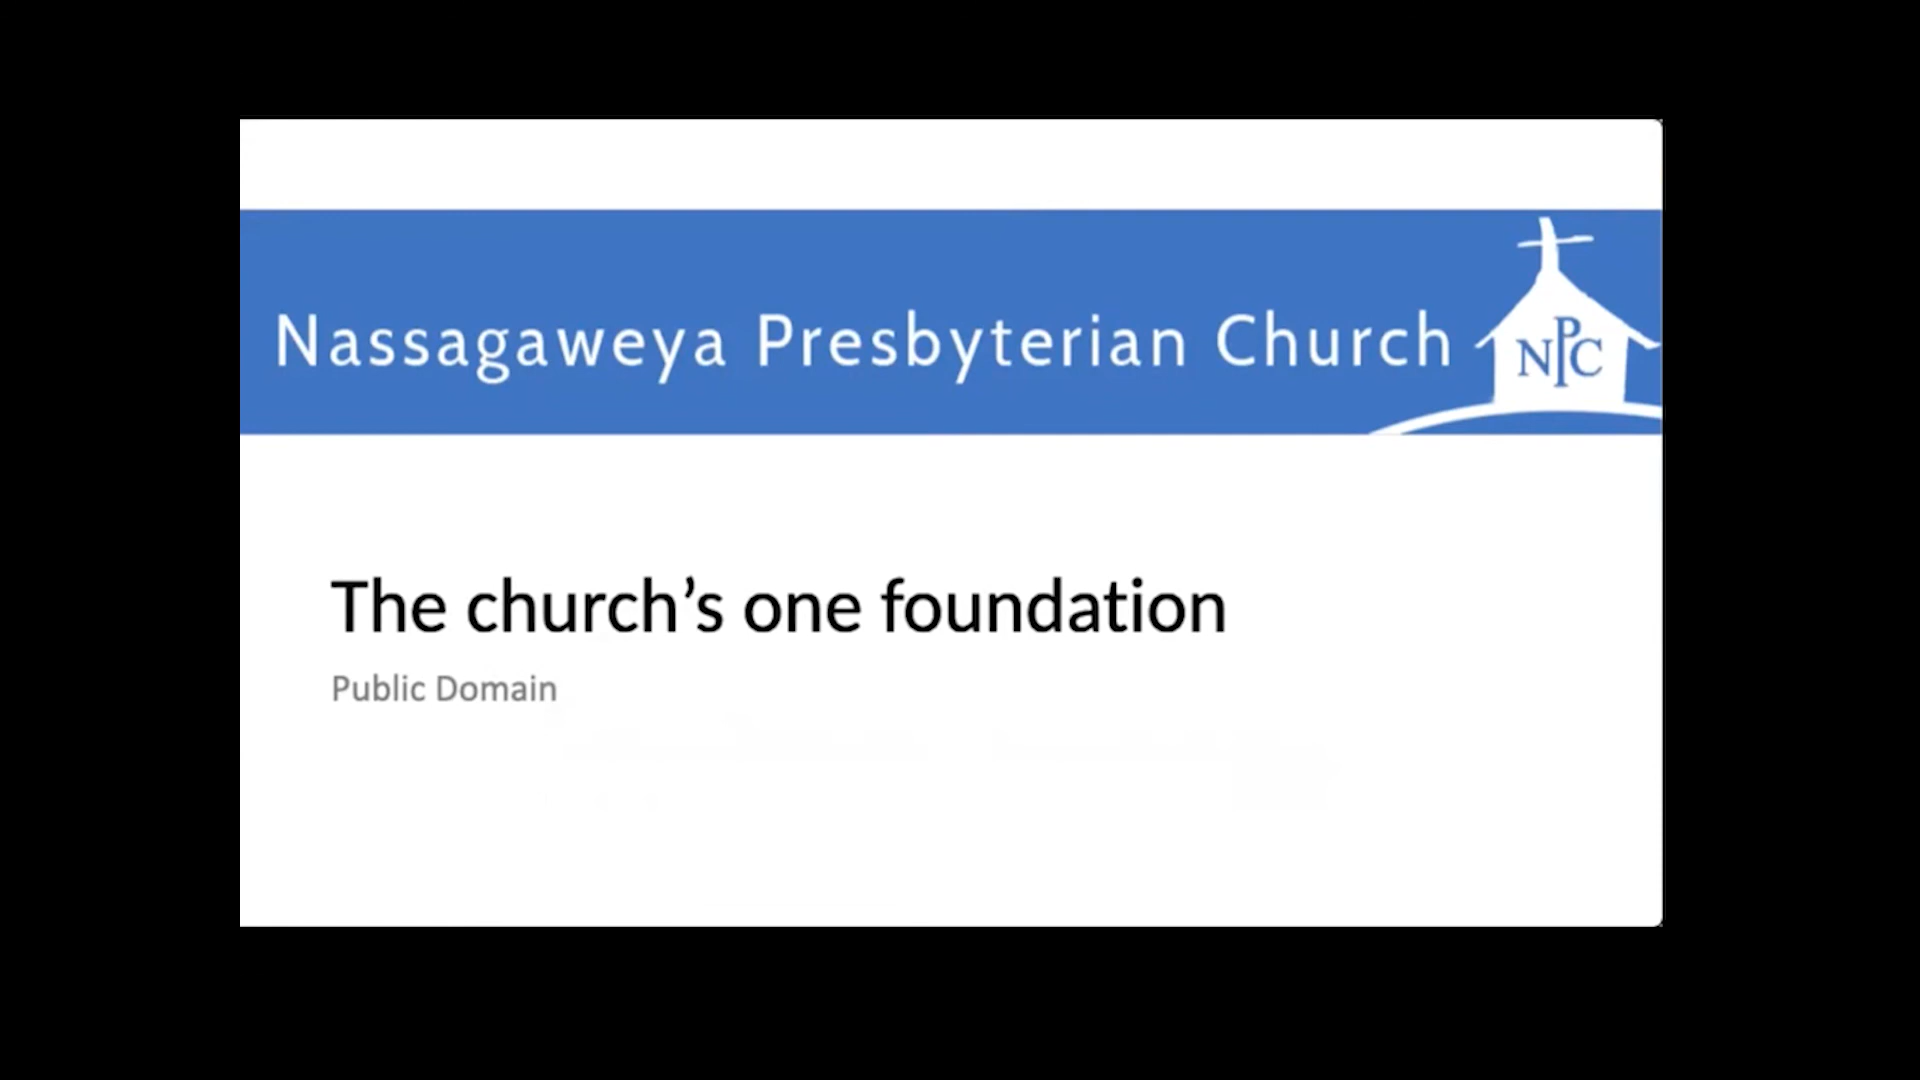 Nassagaweya Presbyterian Church
NPC
The church’s one foundation
Public Domain